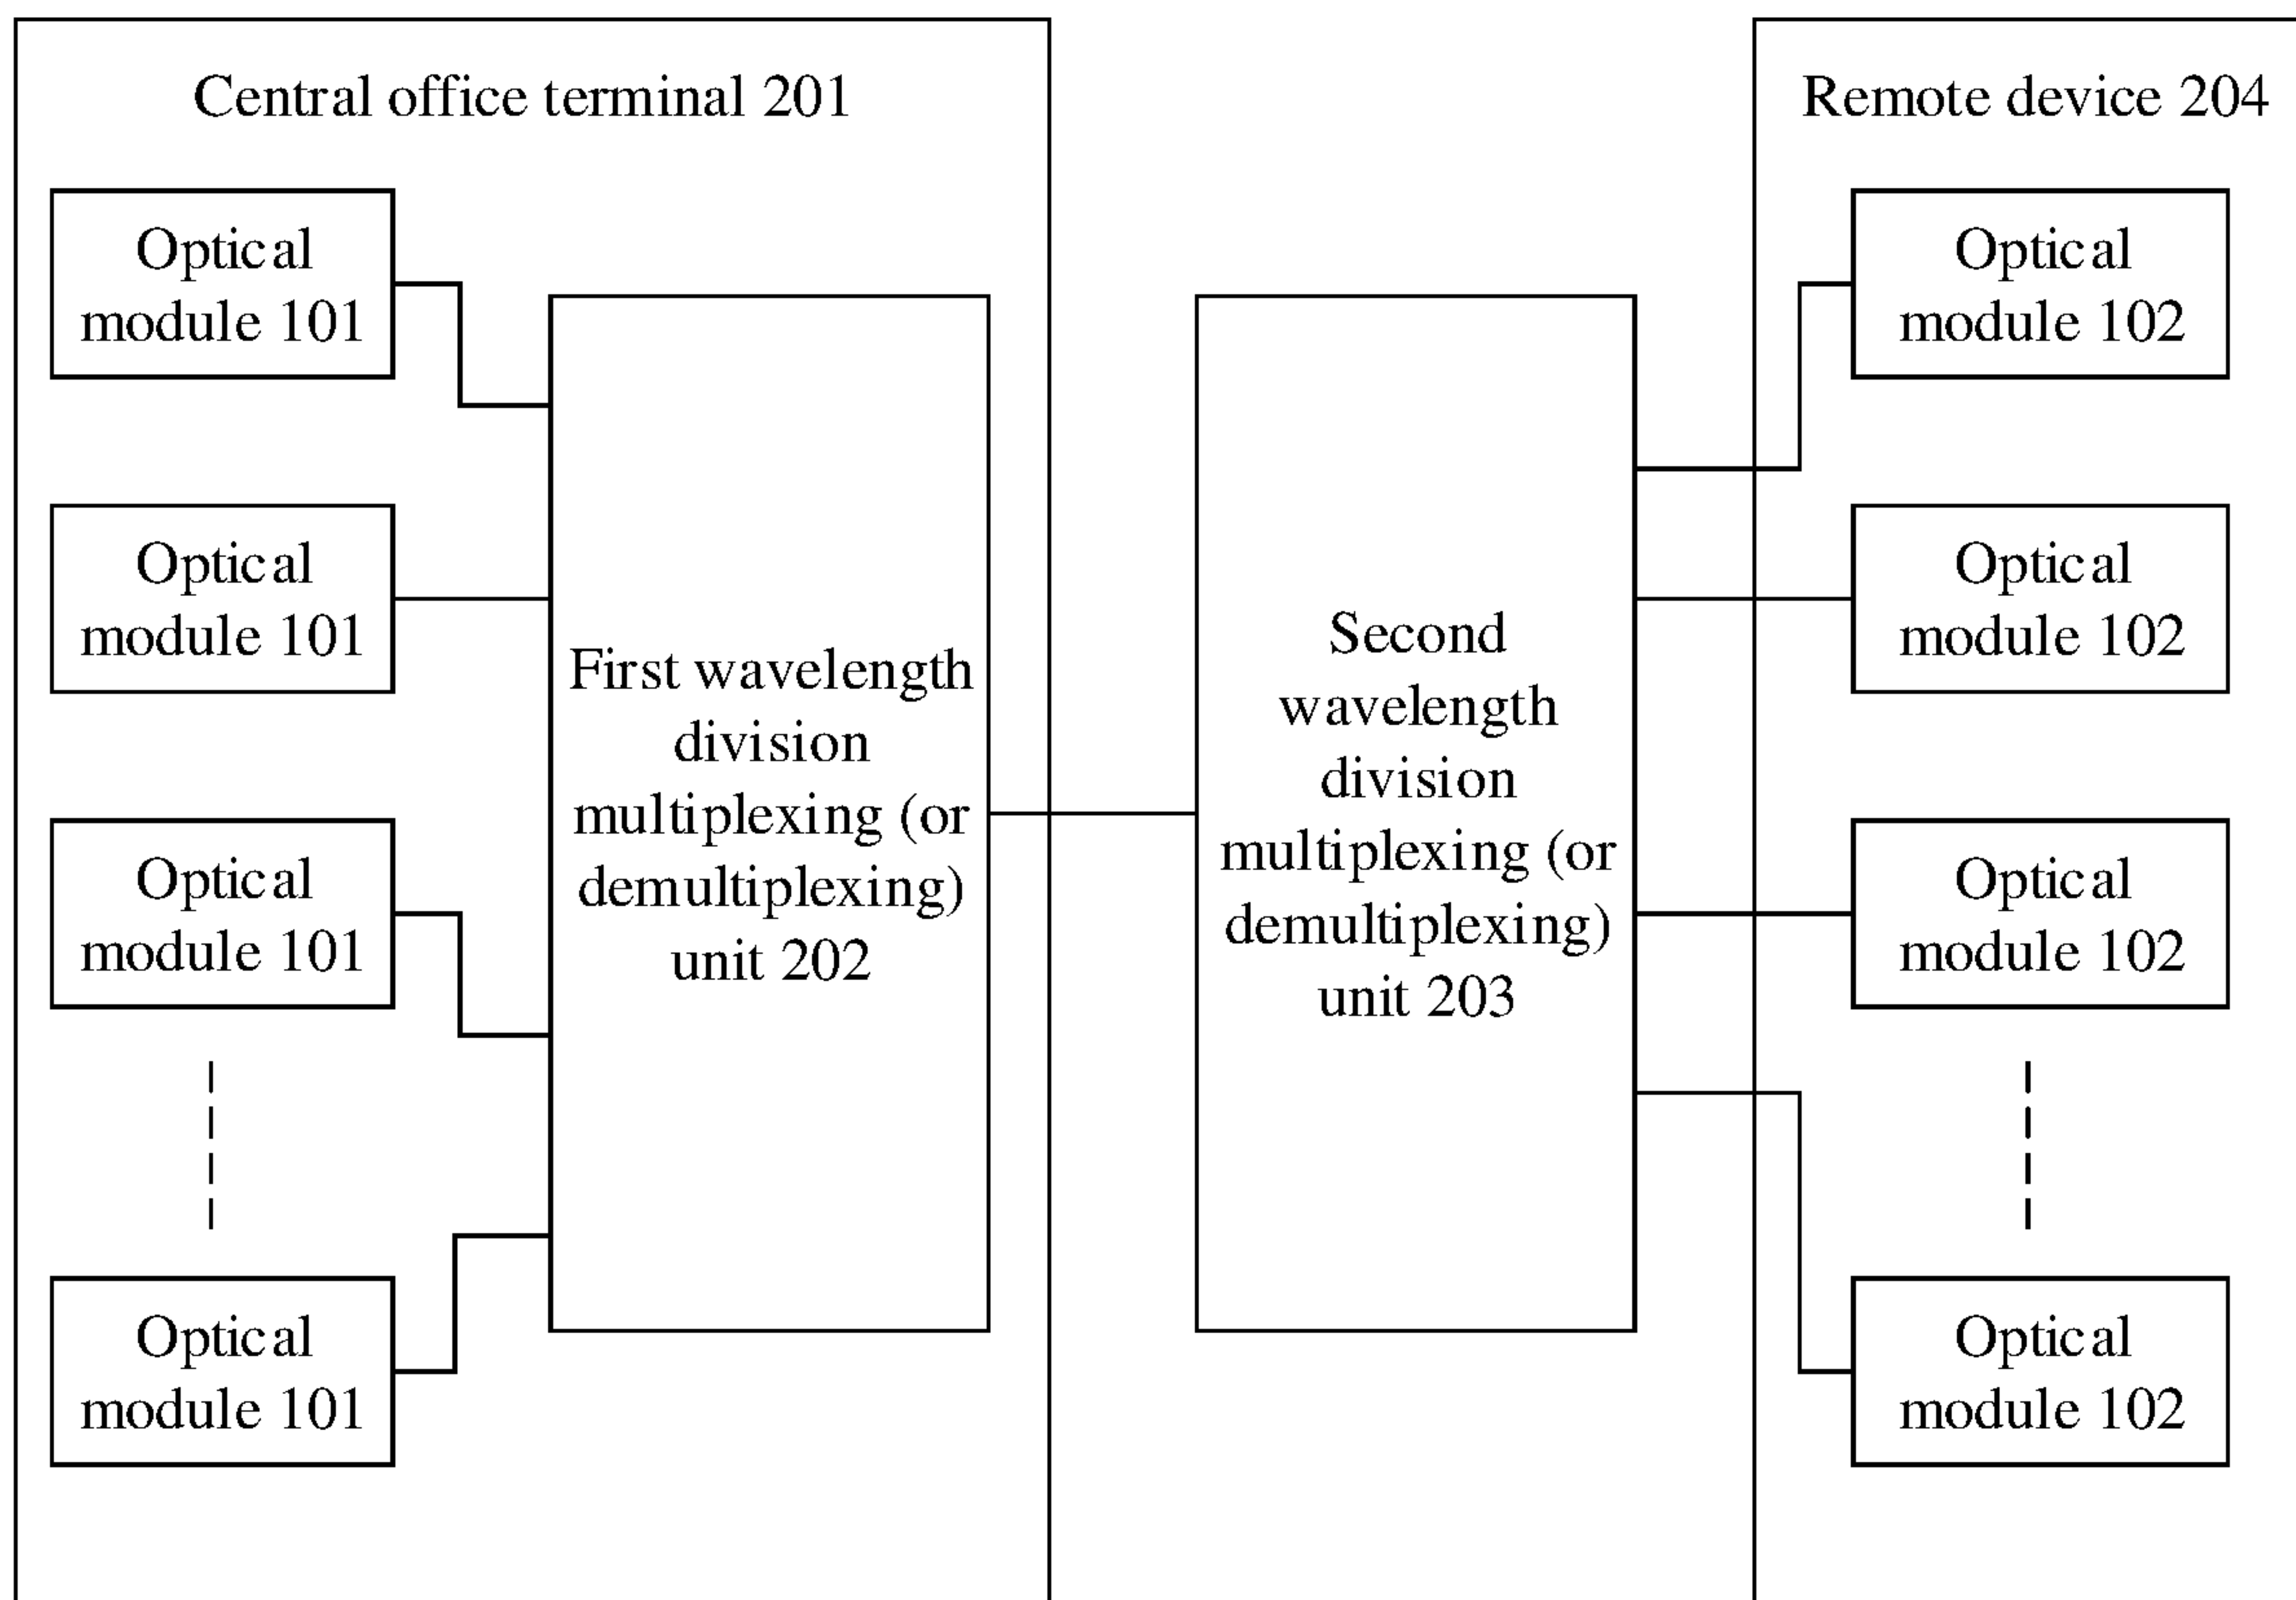 Central office terminal 201
Optical
module 101
Optical
module 101
Optical
module 101
Optical
module 101
First wavelength
division
multiplexing (or
demultiplexing)
unit 202
Second
wavelength
division
multiplexing (or
demultiplexing)
unit 203
Remote device 204
Optical
module 102
Optical
module 102
Optical
module 102
Optical
module 102